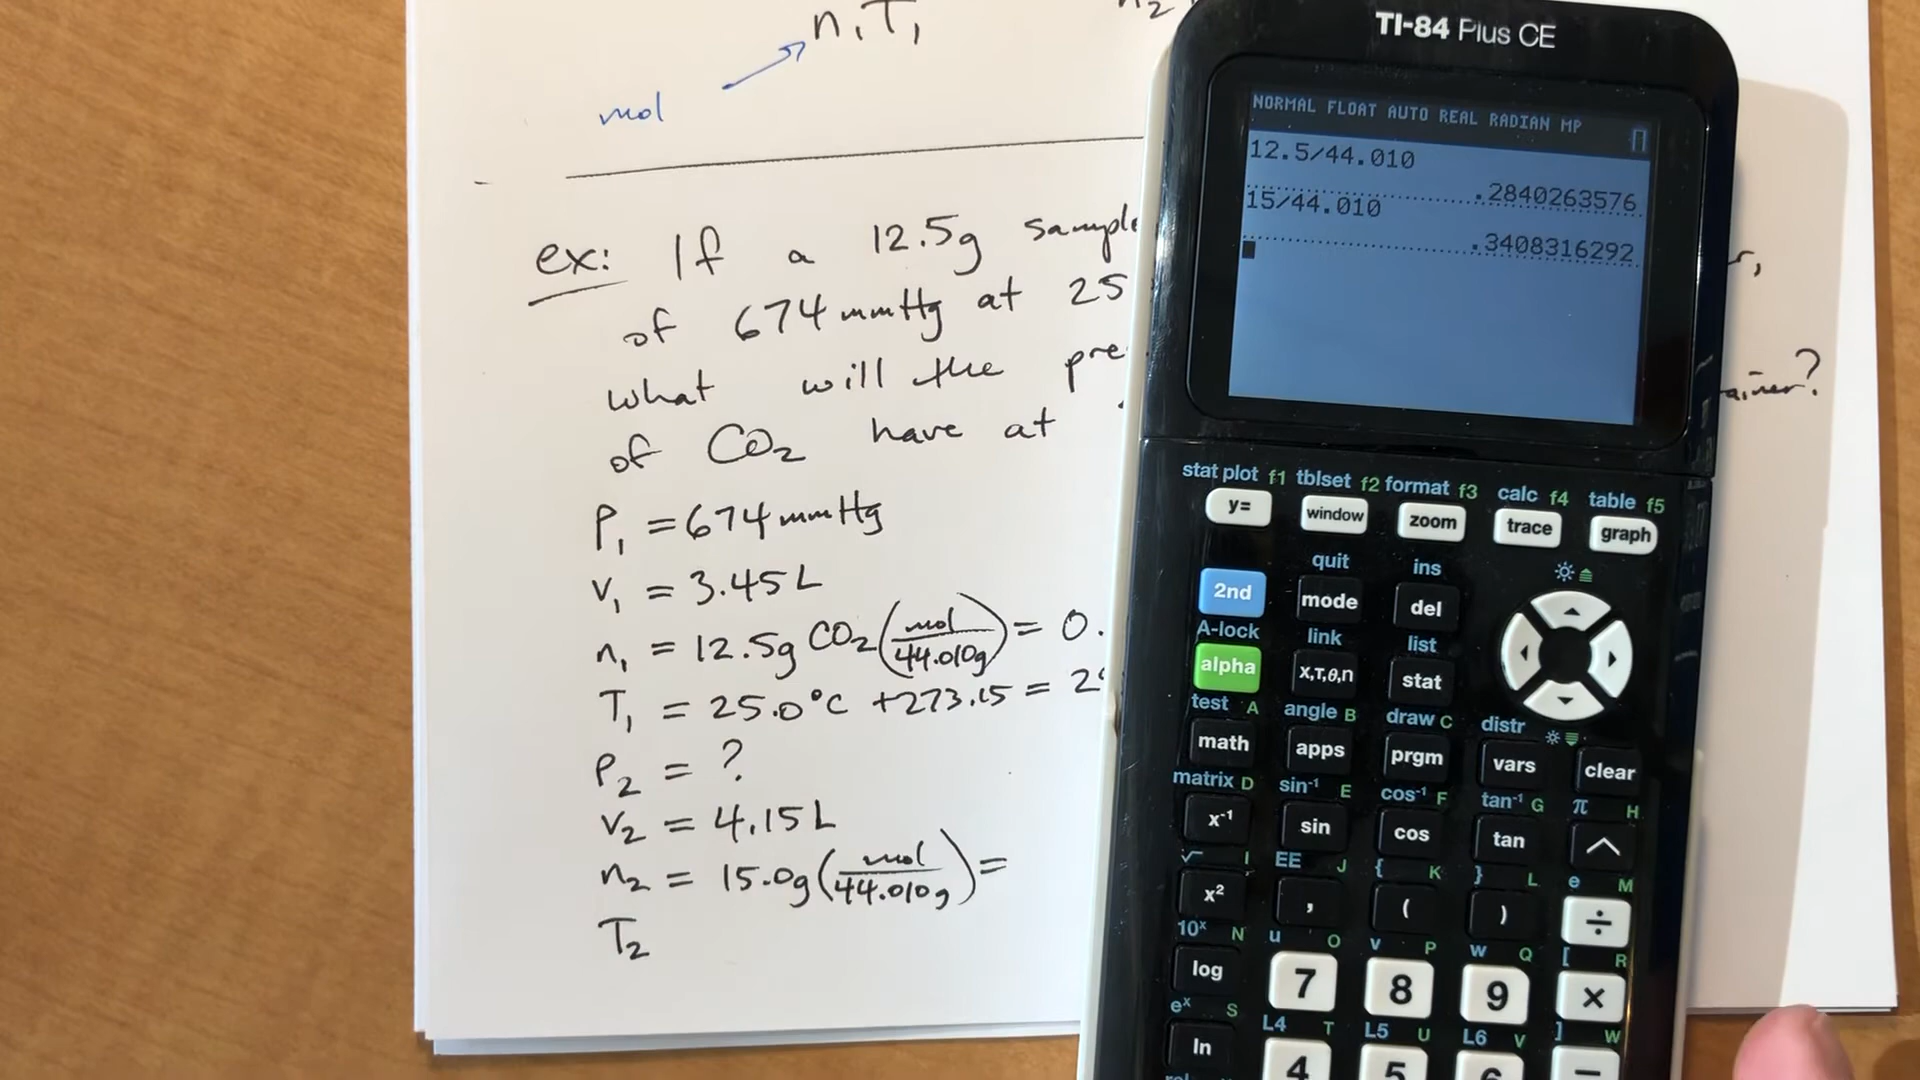 n₁T₁
n₂
mol
ex: If a 12.5g sample
of 674 mmHg at 25
what will the pre
ainer?
of CO₂ have at
P₁ = 674 mmHg
V₁ = 3.45 L
n₁ = 12.5g CO₂ (mol/44.010g) = 0.
T₁ = 25.0°C + 273.15 = 29
P₂ = ?
V₂ = 4.15 L
n₂ = 15.0g (mol/44.010g) =
T₂
TI-84 Plus CE
NORMAL FLOAT AUTO REAL RADIAN MP
12.5/44.010
.2840263576
15/44.010
.3408316292
stat plot f1 tblset f2 format f3 calc f4 table f5
y= window zoom trace graph
quit ins
2nd mode del
A-lock link list
alpha X,T,θ,n stat
test A angle B draw C distr
math apps prgm vars clear
matrix D sin⁻¹ E cos⁻¹ F tan⁻¹ G π H
x⁻¹ sin cos tan ^
√ I EE J { K } L e M
x² , ( ) ÷
10ˣ N u O v P w Q [ R
log 7 8 9 ×
eˣ S L4 T L5 U L6 V ] W
ln 4 5 6 −